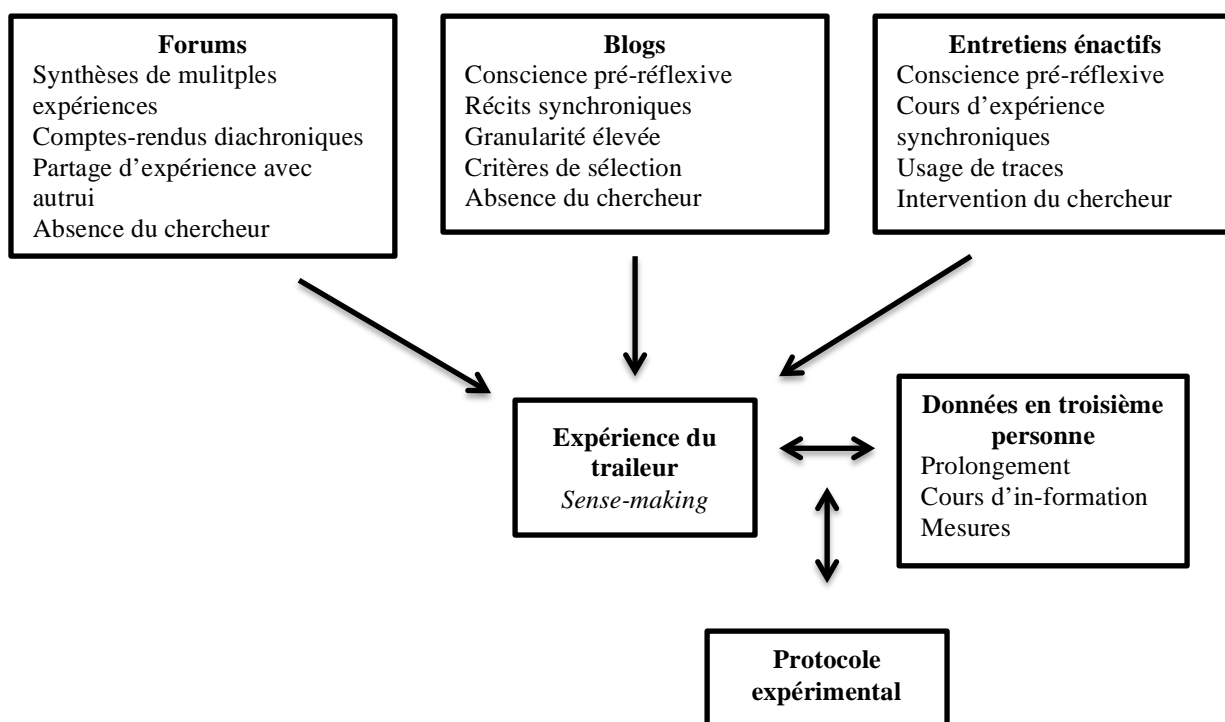 Forums
Synthèses de mulitples
expériences
Comptes-rendus diachroniques
Partage d’expérience avec
autrui
Absence du chercheur
Blogs
Conscience pré-réflexive
Récits synchroniques
Granularité élevée
Critères de sélection
Absence du chercheur
Entretiens énactifs
Conscience pré-réflexive
Cours d’expérience
synchroniques
Usage de traces
Intervention du chercheur
Expérience du
traileur
Sense-making
Données en troisième
personne
Prolongement
Cours d’in-formation
Mesures
Protocole
expérimental